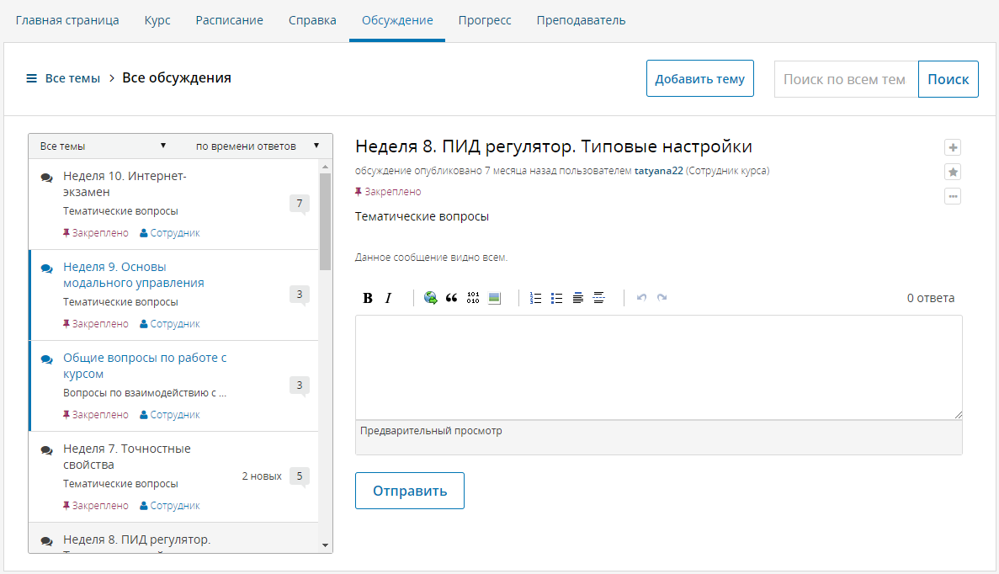 Главная страница Курс Расписание Справка Обсуждение Прогресс Преподаватель
Все темы > Все обсуждения
Добавить тему
Поиск по всем тем
Поиск
Все темы ▼ по времени ответов ▼
Неделя 10. Интернет-
экзамен
Тематические вопросы
7
Закреплено Сотрудник
Неделя 9. Основы
модального управления
Тематические вопросы
3
Закреплено Сотрудник
Общие вопросы по работе с
курсом
Вопросы по взаимодействию с ...
3
Закреплено Сотрудник
Неделя 7. Точностные
свойства
Тематические вопросы
2 новых 5
Закреплено Сотрудник
Неделя 8. ПИД регулятор.
Неделя 8. ПИД регулятор. Типовые настройки
обсуждение опубликовано 7 месяца назад пользователем tatyana22 (Сотрудник курса)
Закреплено
Тематические вопросы
Данное сообщение видно всем.
B I “ 101 010
0 ответа
Предварительный просмотр
Отправить